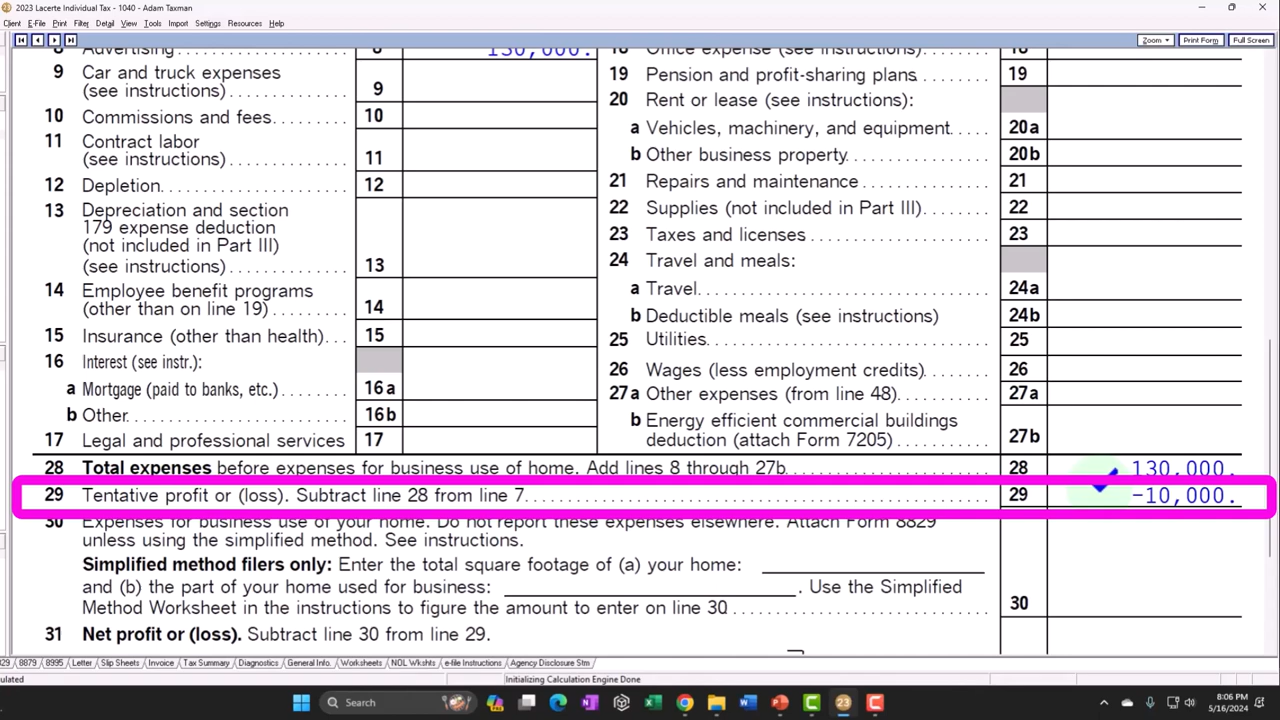 2023 Lacerte Individual Tax - 1040 - Adam Taxman
Client E-File Print Filter Detail View Tools Import Settings Resources Help
Zoom Print Form Full Screen
8 Advertising 8 130,000.
9 Car and truck expenses
(see instructions) 9
10 Commissions and fees 10
11 Contract labor
(see instructions) 11
12 Depletion 12
13 Depreciation and section
179 expense deduction
(not included in Part III)
(see instructions) 13
14 Employee benefit programs
(other than on line 19) 14
15 Insurance (other than health) 15
16 Interest (see instr.):
a Mortgage (paid to banks, etc.) 16a
b Other 16b
17 Legal and professional services 17
18 Office expense (see instructions) 18
19 Pension and profit-sharing plans 19
20 Rent or lease (see instructions):
a Vehicles, machinery, and equipment 20a
b Other business property 20b
21 Repairs and maintenance 21
22 Supplies (not included in Part III) 22
23 Taxes and licenses 23
24 Travel and meals:
a Travel 24a
b Deductible meals (see instructions) 24b
25 Utilities 25
26 Wages (less employment credits) 26
27a Other expenses (from line 48) 27a
b Energy efficient commercial buildings
deduction (attach Form 7205) 27b
28 Total expenses before expenses for business use of home. Add lines 8 through 27b 28 130,000.
29 Tentative profit or (loss). Subtract line 28 from line 7 29 -10,000.
30 Expenses for business use of your home. Do not report these expenses elsewhere. Attach Form 8829
unless using the simplified method. See instructions.
Simplified method filers only: Enter the total square footage of (a) your home:
and (b) the part of your home used for business: . Use the Simplified
Method Worksheet in the instructions to figure the amount to enter on line 30 30
31 Net profit or (loss). Subtract line 30 from line 29.
829 8879 8995 Letter Slip Sheets Invoice Tax Summary Diagnostics General Info. Worksheets NOL Wkshts e-file Instructions Agency Disclosure Stm
Initializing Calculation Engine Done
Search
23
8:06 PM
5/16/2024